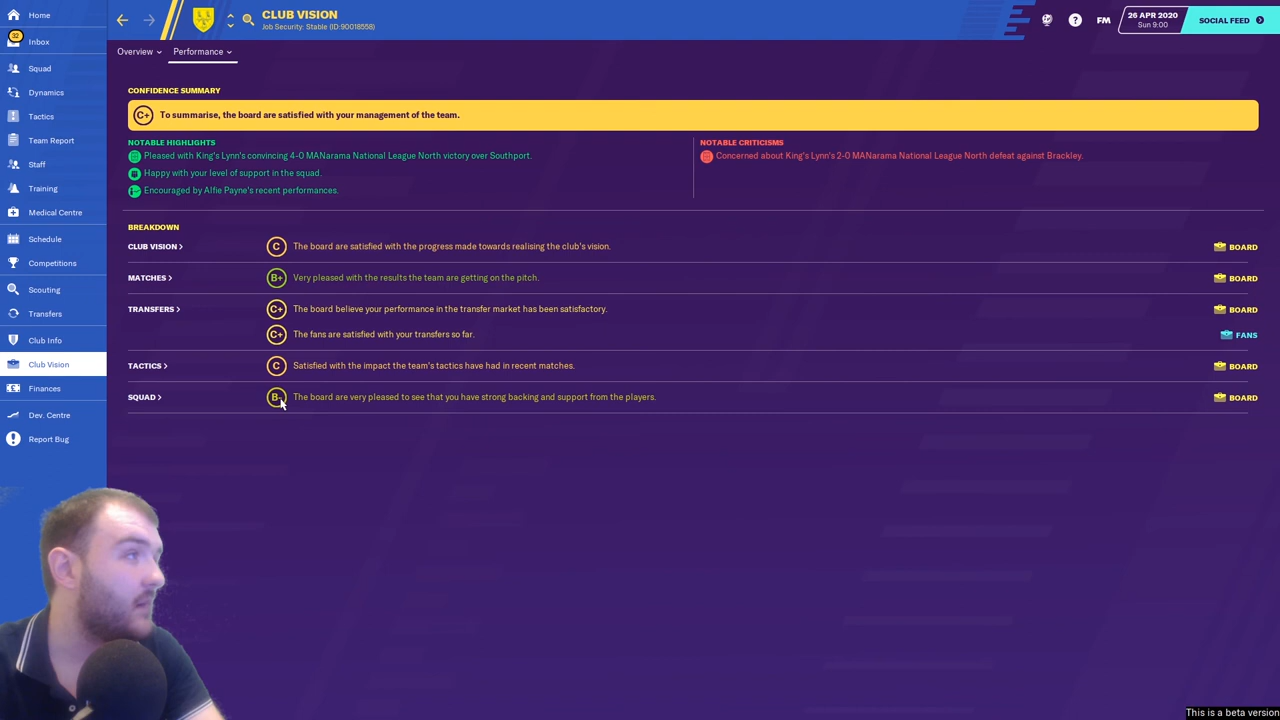 Home
32
Inbox
Squad
Dynamics
Tactics
Team Report
Staff
Training
Medical Centre
Schedule
Competitions
Scouting
Transfers
Club Info
Club Vision
Finances
Dev. Centre
Report Bug
CLUB VISION
Job Security: Stable (ID:90018558)
?
FM
26 APR 2020
Sun 9:00
SOCIAL FEED
Overview
Performance
CONFIDENCE SUMMARY
C+ To summarise, the board are satisfied with your management of the team.
NOTABLE HIGHLIGHTS
Pleased with King's Lynn's convincing 4-0 MANarama National League North victory over Southport.
Happy with your level of support in the squad.
Encouraged by Alfie Payne's recent performances.
NOTABLE CRITICISMS
Concerned about King's Lynn's 2-0 MANarama National League North defeat against Brackley.
BREAKDOWN
CLUB VISION > C The board are satisfied with the progress made towards realising the club's vision. BOARD
MATCHES > B+ Very pleased with the results the team are getting on the pitch. BOARD
TRANSFERS > C+ The board believe your performance in the transfer market has been satisfactory. BOARD
C+ The fans are satisfied with your transfers so far. FANS
TACTICS > C Satisfied with the impact the team's tactics have had in recent matches. BOARD
SQUAD > B- The board are very pleased to see that you have strong backing and support from the players. BOARD
This is a beta version